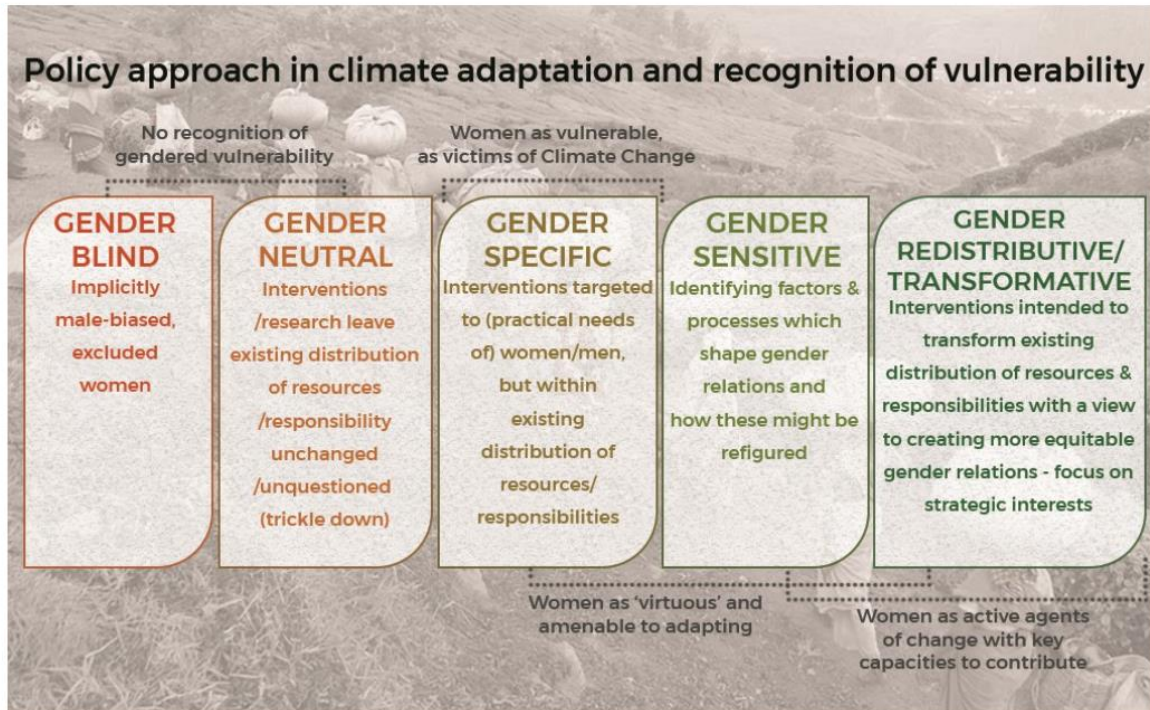 Policy approach in climate adaptation and recognition of vulnerability
No recognition of
gendered vulnerability
Women as vulnerable,
as victims of Climate Change
GENDER
BLIND
Implicitly
male-biased,
excluded
women
GENDER
NEUTRAL
Interventions
/research leave
existing distribution
of resources
/responsibility
unchanged
/unquestioned
(trickle down)
GENDER
SPECIFIC
Interventions targeted
to (practical needs
of) women/men,
but within
existing
distribution of
resources/
responsibilities
GENDER
SENSITIVE
Identifying factors &
processes which
shape gender
relations and
how these might be
refigured
GENDER
REDISTRIBUTIVE/
TRANSFORMATIVE
Interventions intended to
transform existing
distribution of resources &
responsibilities with a view
to creating more equitable
gender relations - focus on
strategic interests
Women as ‘virtuous’ and
amenable to adapting
Women as active agents
of change with key
capacities to contribute